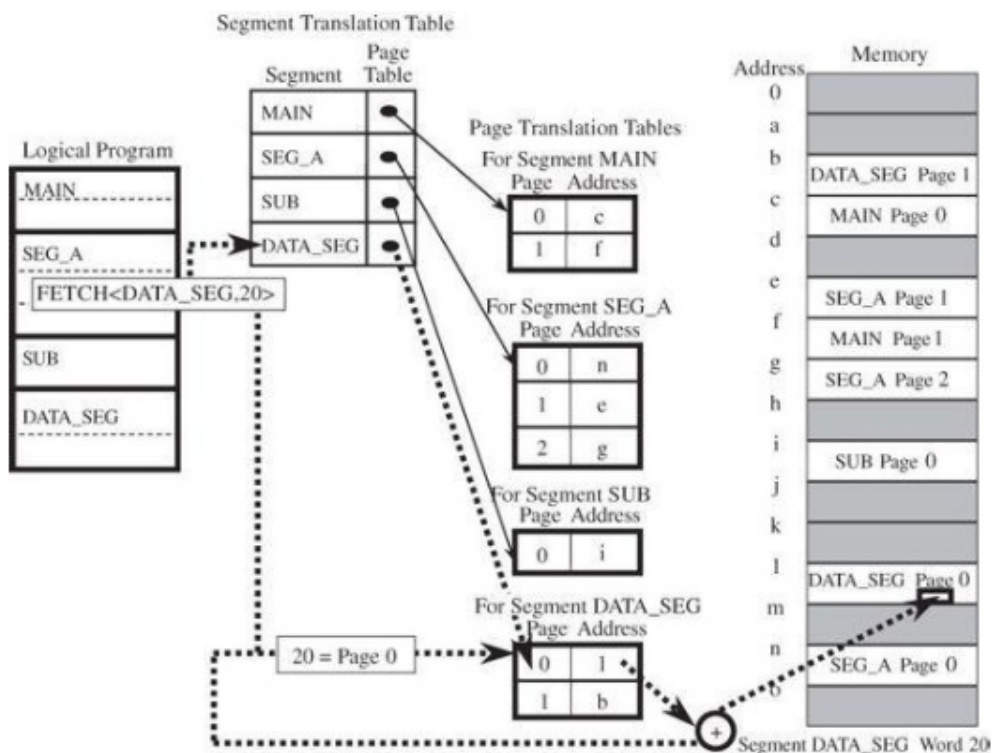 Segment Translation Table
Segment
Page
Table
MAIN
SEG_A
SUB
DATA_SEG
Logical Program
MAIN
SEG_A
FETCH<DATA_SEG,20>
SUB
DATA_SEG
20 = Page 0
Page Translation Tables
For Segment MAIN
Page Address
0 c
1 f
For Segment SEG_A
Page Address
0 n
1 e
2 g
For Segment SUB
Page Address
0 i
For Segment DATA_SEG
Page Address
0 l
1 b
+
Address
Memory
0
a
b
DATA_SEG Page 1
c
MAIN Page 0
d
e
SEG_A Page 1
f
MAIN Page 1
g
SEG_A Page 2
h
i
SUB Page 0
j
k
l
DATA_SEG Page 0
m
n
SEG_A Page 0
o
Segment DATA_SEG Word 20